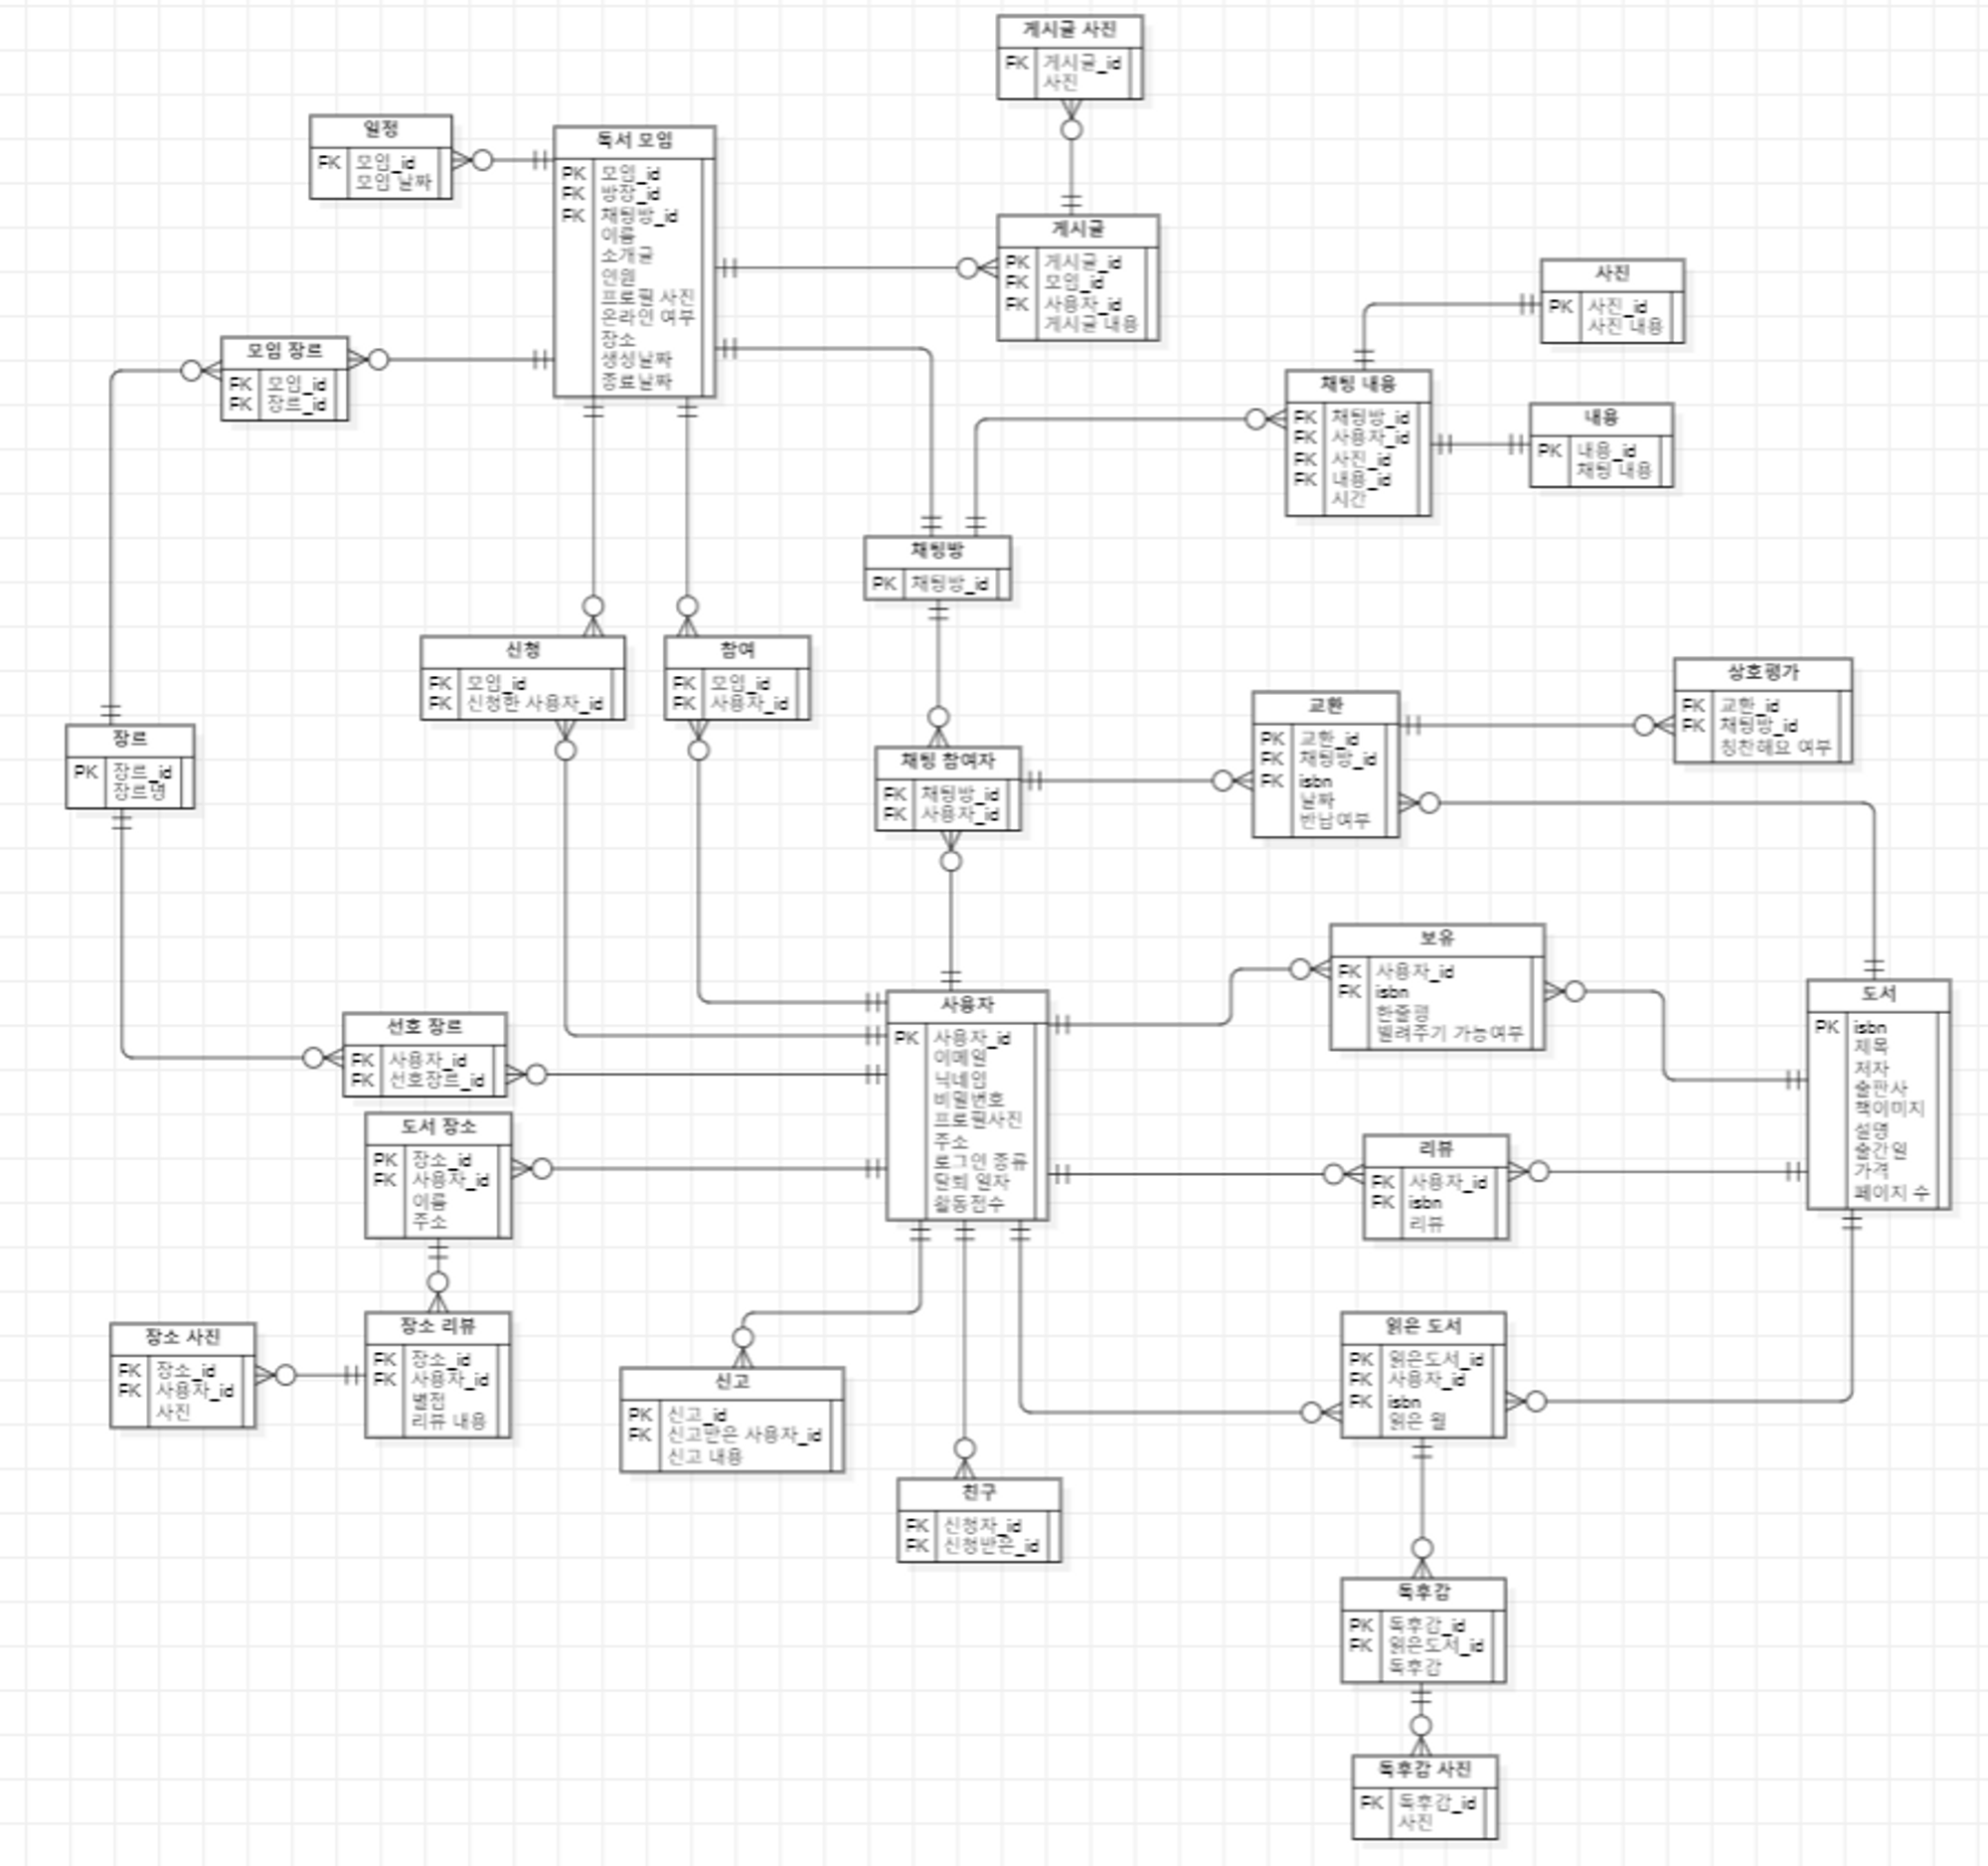 게시글 사진
FK 게시글_id
사진
일정
FK 모임_id
모임 날짜
독서 모임
PK 모임_id
FK 방장_id
FK 채팅방_id
이름
소개글
인원
프로필 사진
온라인 여부
장소
생성날짜
종료날짜
게시글
PK 게시글_id
FK 모임_id
FK 사용자_id
게시글 내용
사진
PK 사진_id
사진 내용
모임 장르
FK 모임_id
FK 장르_id
채팅 내용
FK 채팅방_id
FK 사용자_id
FK 사진_id
FK 내용_id
시간
내용
PK 내용_id
채팅 내용
채팅방
PK 채팅방_id
신청
FK 모임_id
FK 신청한 사용자_id
참여
FK 모임_id
FK 사용자_id
장르
PK 장르_id
장르명
채팅 참여자
FK 채팅방_id
FK 사용자_id
교환
PK 교환_id
FK 채팅방_id
FK isbn
날짜
반납여부
상호평가
FK 교환_id
FK 채팅방_id
칭찬해요 여부
보유
FK 사용자_id
FK isbn
한줄평
빌려주기 가능여부
도서
PK isbn
제목
저자
출판사
책이미지
설명
출간일
가격
페이지 수
사용자
PK 사용자_id
이메일
닉네임
비밀번호
프로필사진
주소
로그인 종류
탈퇴 일자
활동점수
선호 장르
FK 사용자_id
FK 선호장르_id
도서 장소
PK 장소_id
FK 사용자_id
이름
주소
리뷰
FK 사용자_id
FK isbn
리뷰
장소 사진
FK 장소_id
FK 사용자_id
사진
장소 리뷰
FK 장소_id
FK 사용자_id
별점
리뷰 내용
신고
PK 신고_id
FK 신고받은 사용자_id
신고 내용
읽은 도서
PK 읽은도서_id
FK 사용자_id
FK isbn
읽은 월
친구
FK 신청자_id
FK 신청받은_id
독후감
PK 독후감_id
FK 읽은도서_id
독후감
독후감 사진
FK 독후감_id
사진